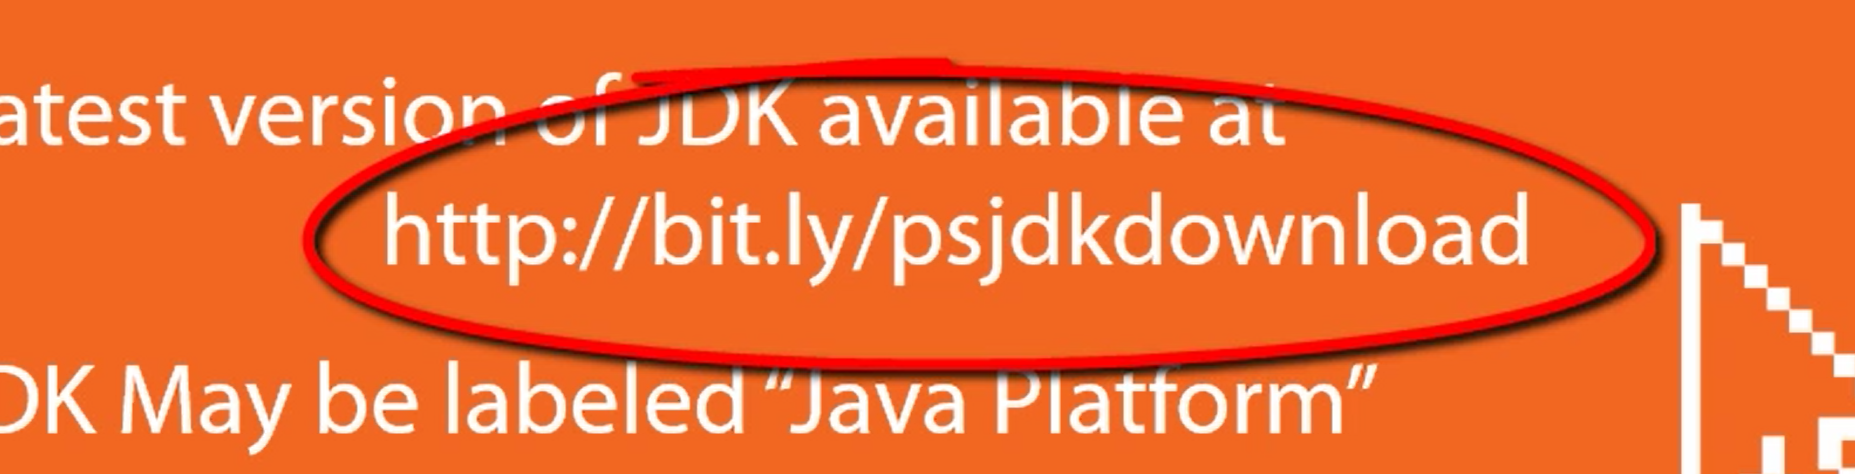 atest version of JDK available at
http://bit.ly/psjdkdownload
DK May be labeled “Java Platform”